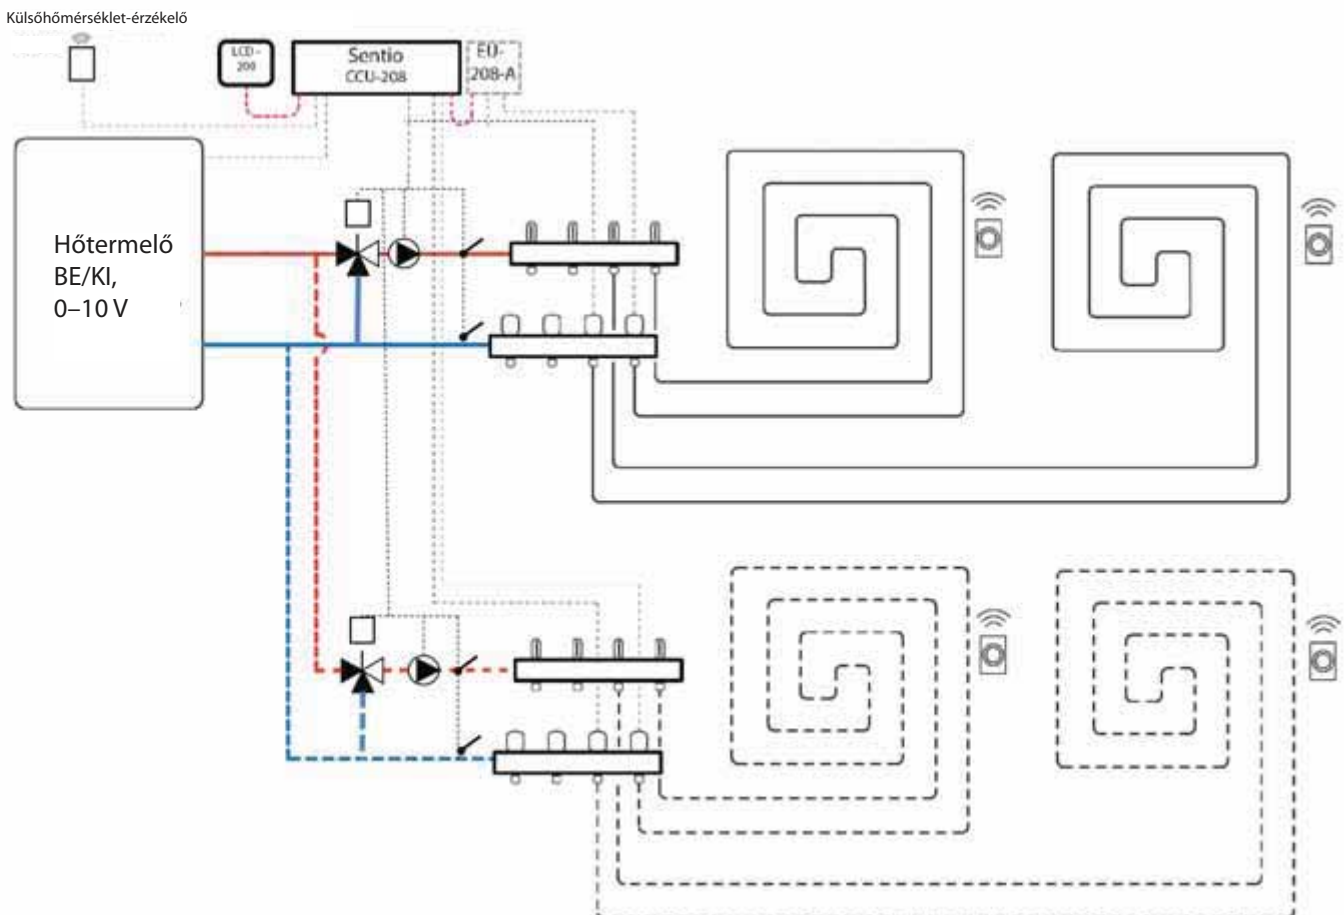 Külsőhőmérséklet-érzékelő
LCD-
200
Sentio
CCU-208
EU-
208-A
Hőtermelő
BE/KI,
0–10 V